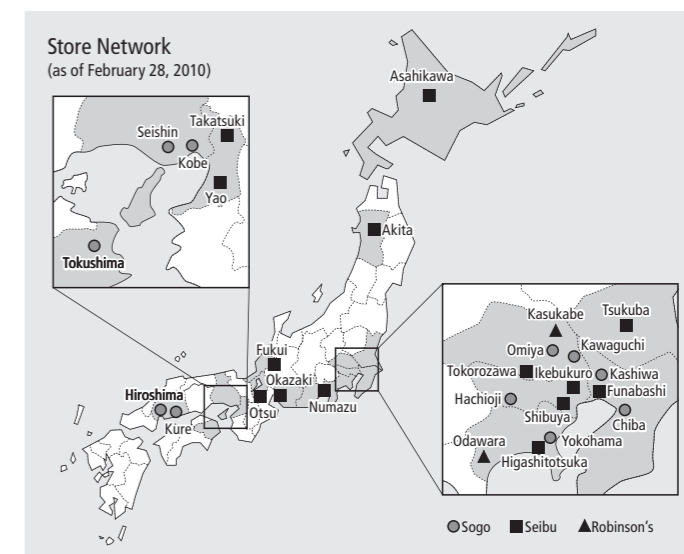 Store Network
(as of February 28, 2010)
Asahikawa
Takatsuki
Seishin
Kobe
Yao
Tokushima
Akita
Kasukabe
Tsukuba
Omiya
Kawaguchi
Tokorozawa
Ikebukuro
Kashiwa
Funabashi
Hachioji
Shibuya
Chiba
Odawara
Yokohama
Higashitotsuka
Fukui
Okazaki
Hiroshima
Otsu
Numazu
Kure
Sogo
Seibu
Robinson's